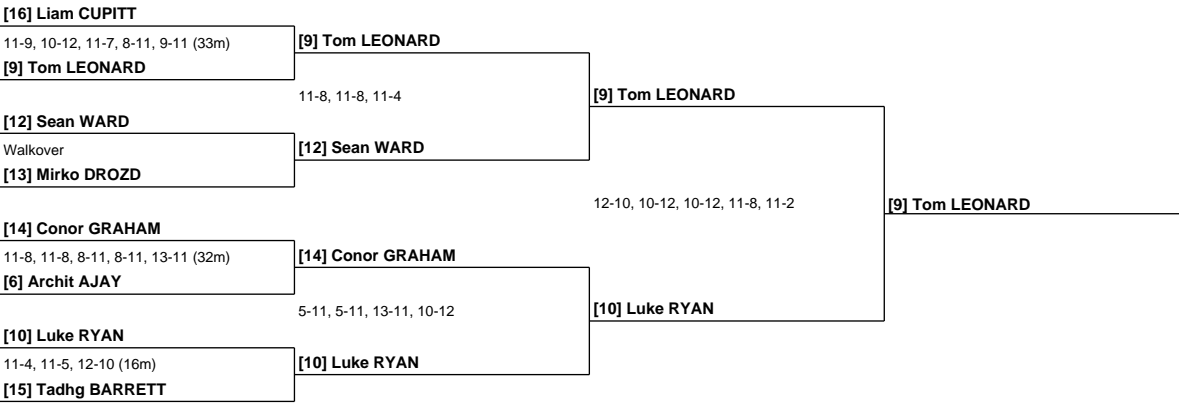 [16] Liam CUPITT
11-9, 10-12, 11-7, 8-11, 9-11 (33m)
[9] Tom LEONARD
[9] Tom LEONARD
11-8, 11-8, 11-4
[9] Tom LEONARD
[12] Sean WARD
Walkover
[12] Sean WARD
[13] Mirko DROZD
12-10, 10-12, 10-12, 11-8, 11-2
[9] Tom LEONARD
[14] Conor GRAHAM
11-8, 11-8, 8-11, 8-11, 13-11 (32m)
[14] Conor GRAHAM
[6] Archit AJAY
5-11, 5-11, 13-11, 10-12
[10] Luke RYAN
[10] Luke RYAN
11-4, 11-5, 12-10 (16m)
[10] Luke RYAN
[15] Tadhg BARRETT